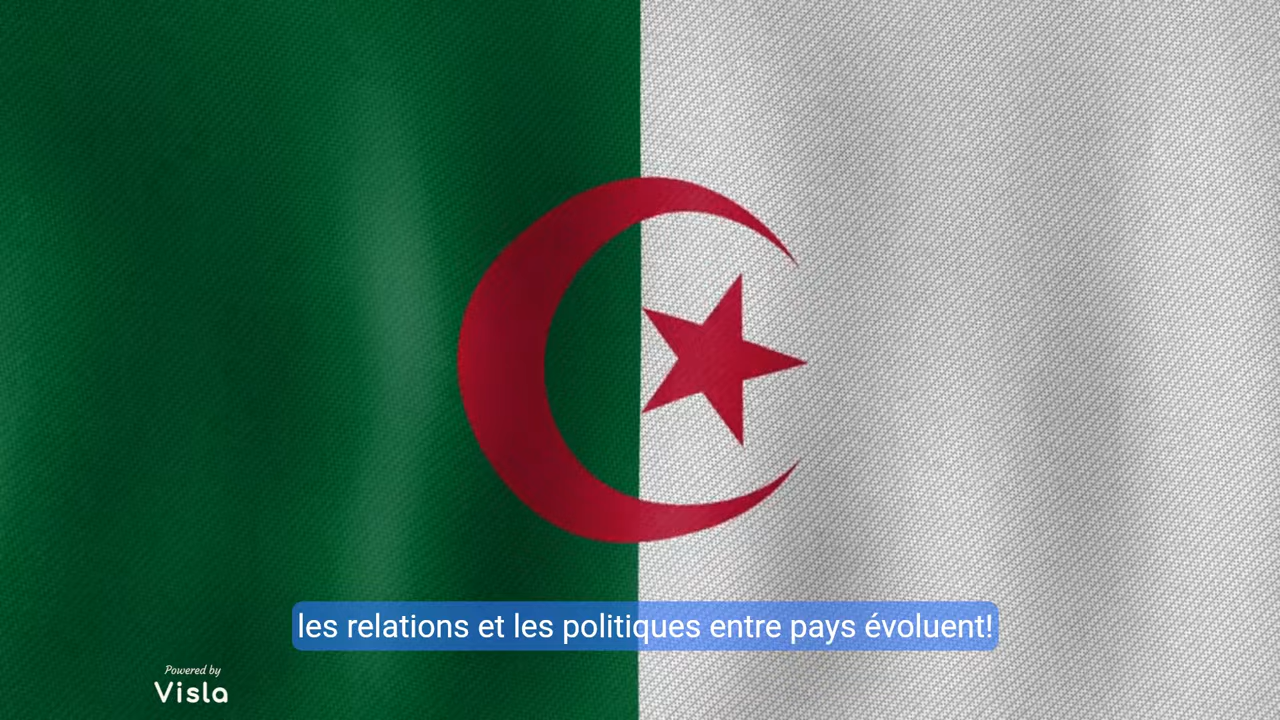 les relations et les politiques entre pays évoluent!
Powered by
Visla